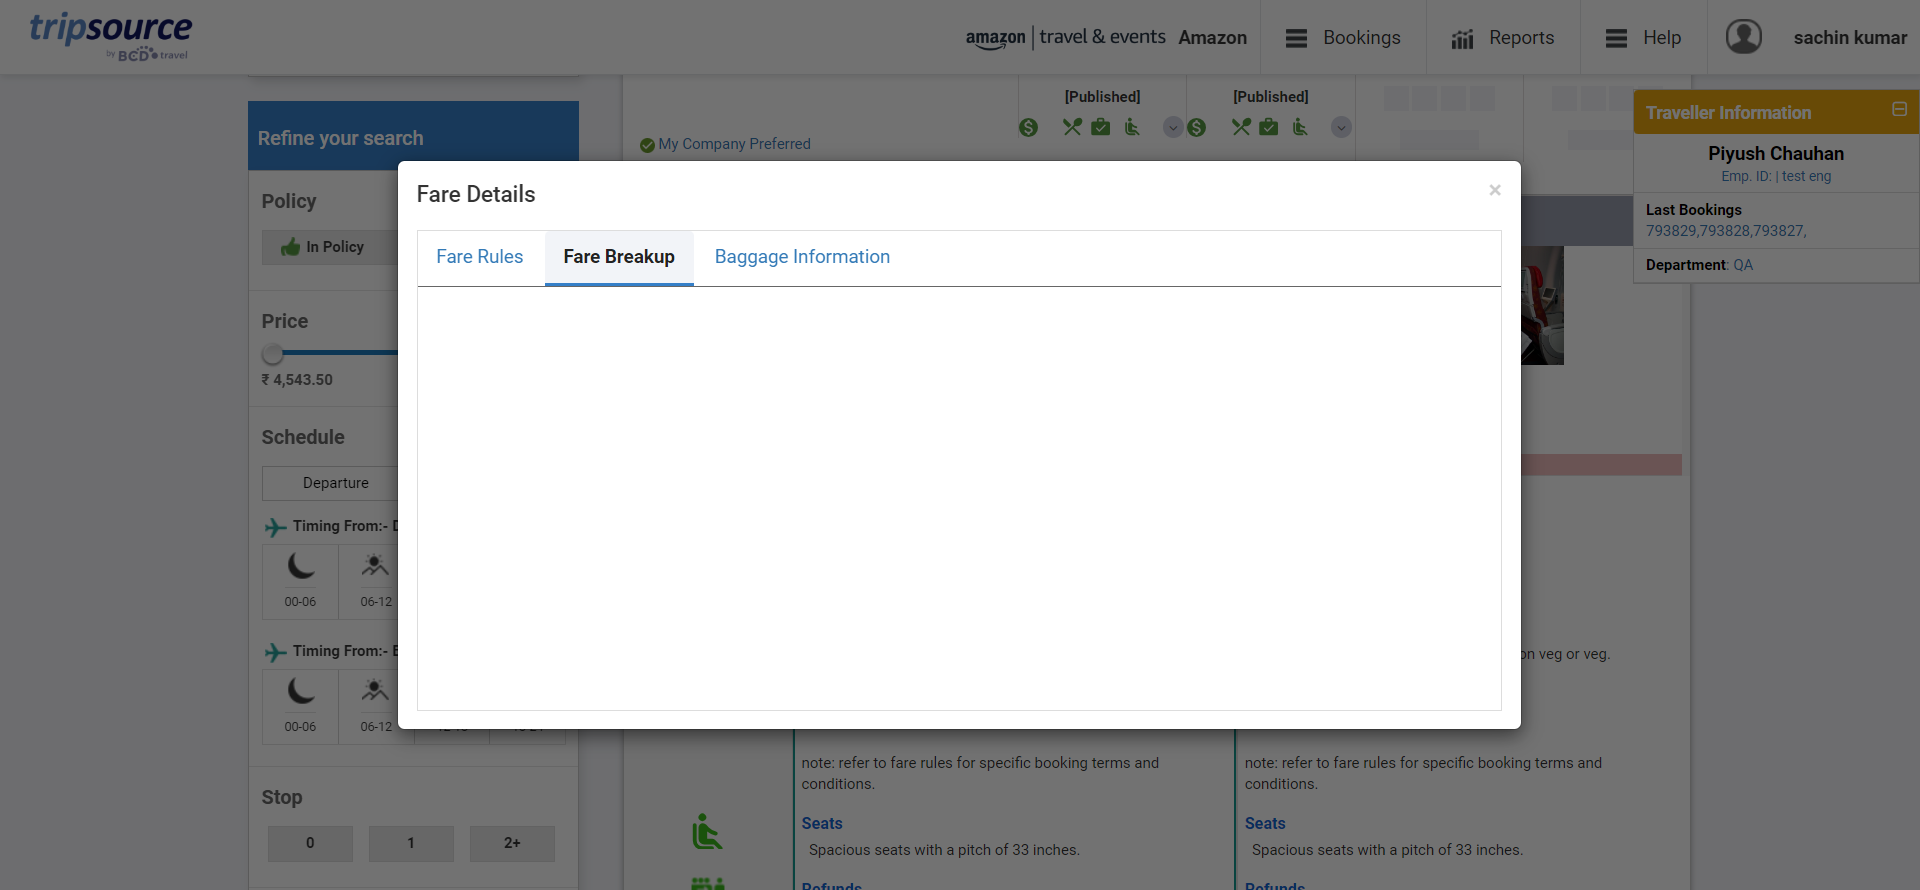 tripsource
by BCD travel
amazon | travel & events Amazon
Bookings
Reports
Help
sachin kumar
[Published]
[Published]
My Company Preferred
Refine your search
Policy
In Policy
Price
₹ 4,543.50
Schedule
Departure
Timing From:- D
00-06
06-12
Timing From:-
00-06
06-12
Stop
0
1
2+
Fare Details
×
Fare Rules
Fare Breakup
Baggage Information
Traveller Information
Piyush Chauhan
Emp. ID: | test eng
Last Bookings
793829,793828,793827,
Department: QA
on veg or veg.
note: refer to fare rules for specific booking terms and
conditions.
Seats
Spacious seats with a pitch of 33 inches.
Refunds
note: refer to fare rules for specific booking terms and
conditions.
Seats
Spacious seats with a pitch of 33 inches.
Refunds